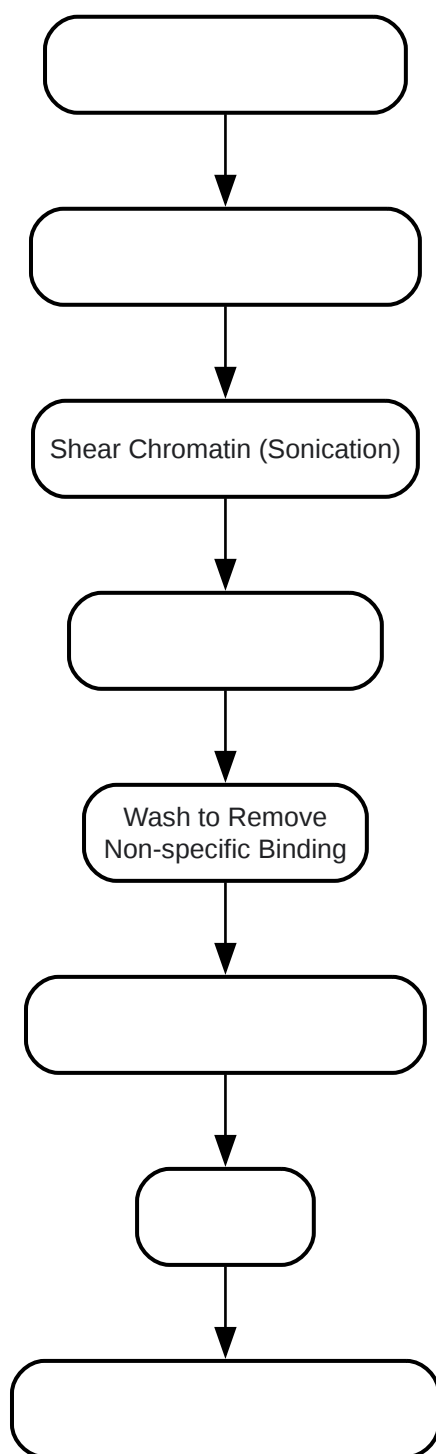 Shear Chromatin (Sonication)
Wash to Remove
Non-specific Binding